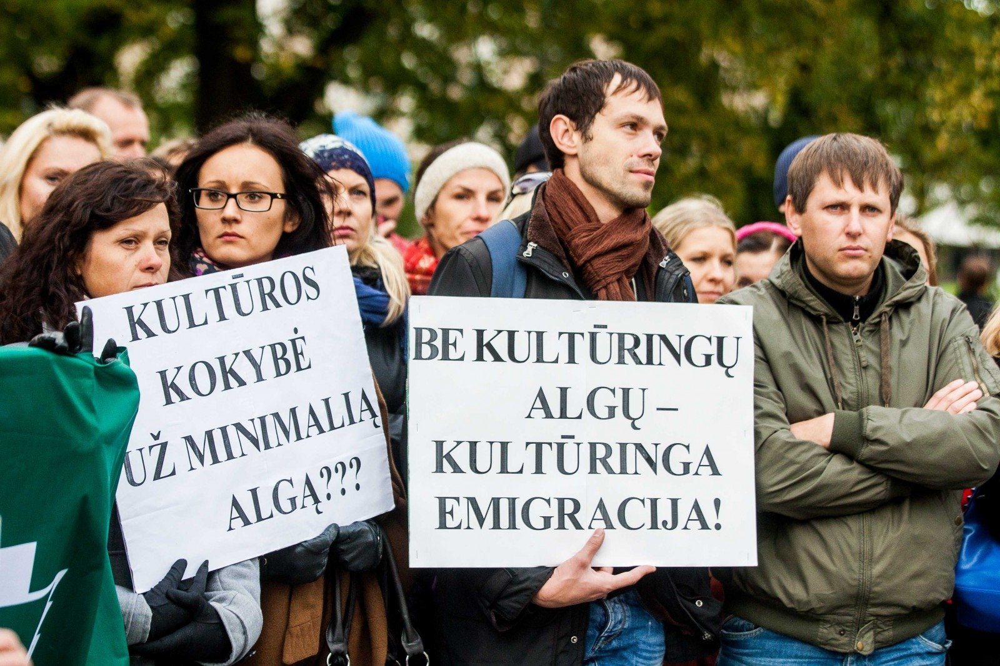 KULTŪROS
KOKYBĖ
UŽ MINIMALIĄ
ALGĄ???
BE KULTŪRINGŲ
ALGŲ –
KULTŪRINGA
EMIGRACIJA!